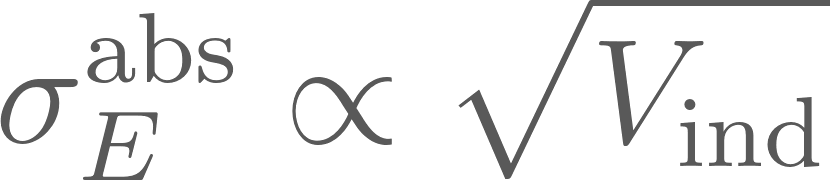 σ_E^abs ∝ √V_ind